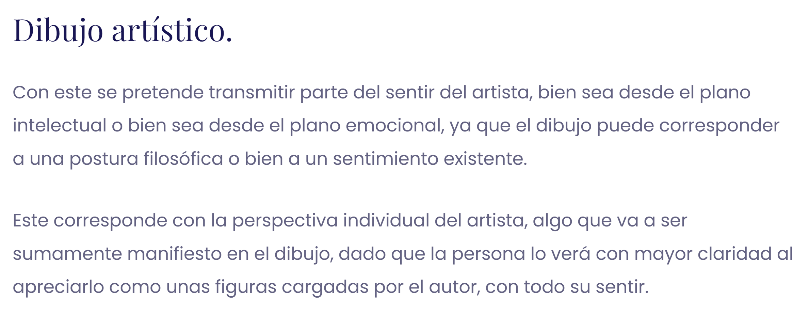 Dibujo artístico.
Con este se pretende transmitir parte del sentir del artista, bien sea desde el plano
intelectual o bien sea desde el plano emocional, ya que el dibujo puede corresponder
a una postura filosófica o bien a un sentimiento existente.
Este corresponde con la perspectiva individual del artista, algo que va a ser
sumamente manifiesto en el dibujo, dado que la persona lo verá con mayor claridad al
apreciarlo como unas figuras cargadas por el autor, con todo su sentir.